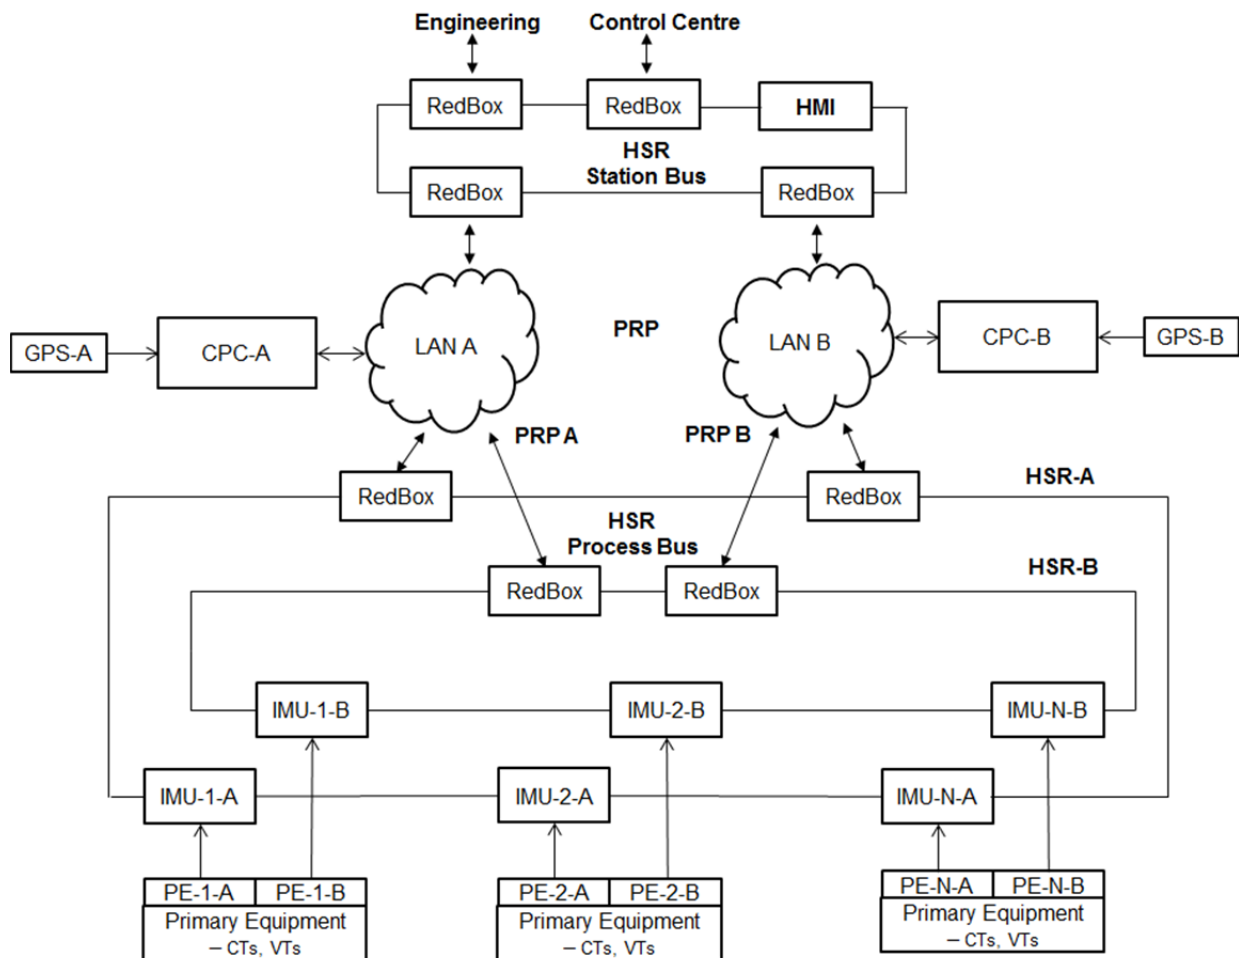 Engineering
Control Centre
RedBox
RedBox
HMI
HSR
Station Bus
RedBox
RedBox
GPS-A
CPC-A
LAN A
PRP
LAN B
CPC-B
GPS-B
PRP A
PRP B
RedBox
RedBox
HSR-A
HSR
Process Bus
RedBox
RedBox
HSR-B
IMU-1-B
IMU-2-B
IMU-N-B
IMU-1-A
IMU-2-A
IMU-N-A
PE-1-A
PE-1-B
Primary Equipment
– CTs, VTs
PE-2-A
PE-2-B
Primary Equipment
– CTs, VTs
PE-N-A
PE-N-B
Primary Equipment
– CTs, VTs